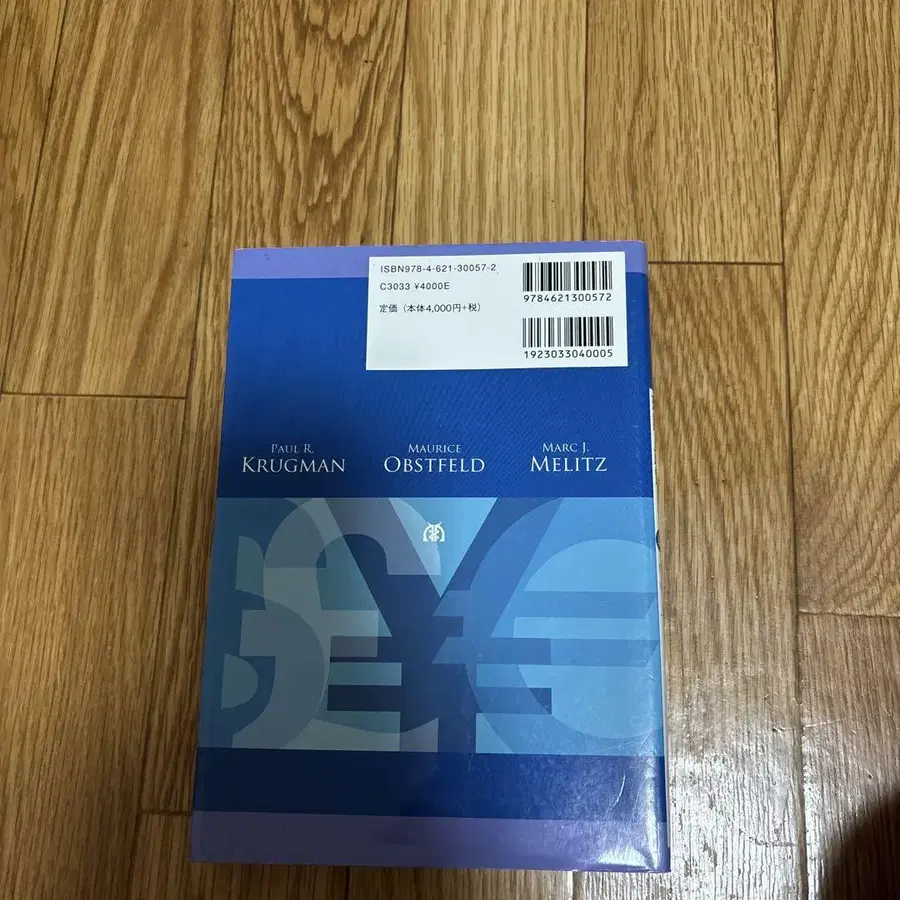 ISBN978-4-621-30057-2
C3033 ¥4000E
定価（本体4,000円+税）
9784621300572
1923033040005
PAUL R.
KRUGMAN
MAURICE
OBSTFELD
MARC J.
MELITZ